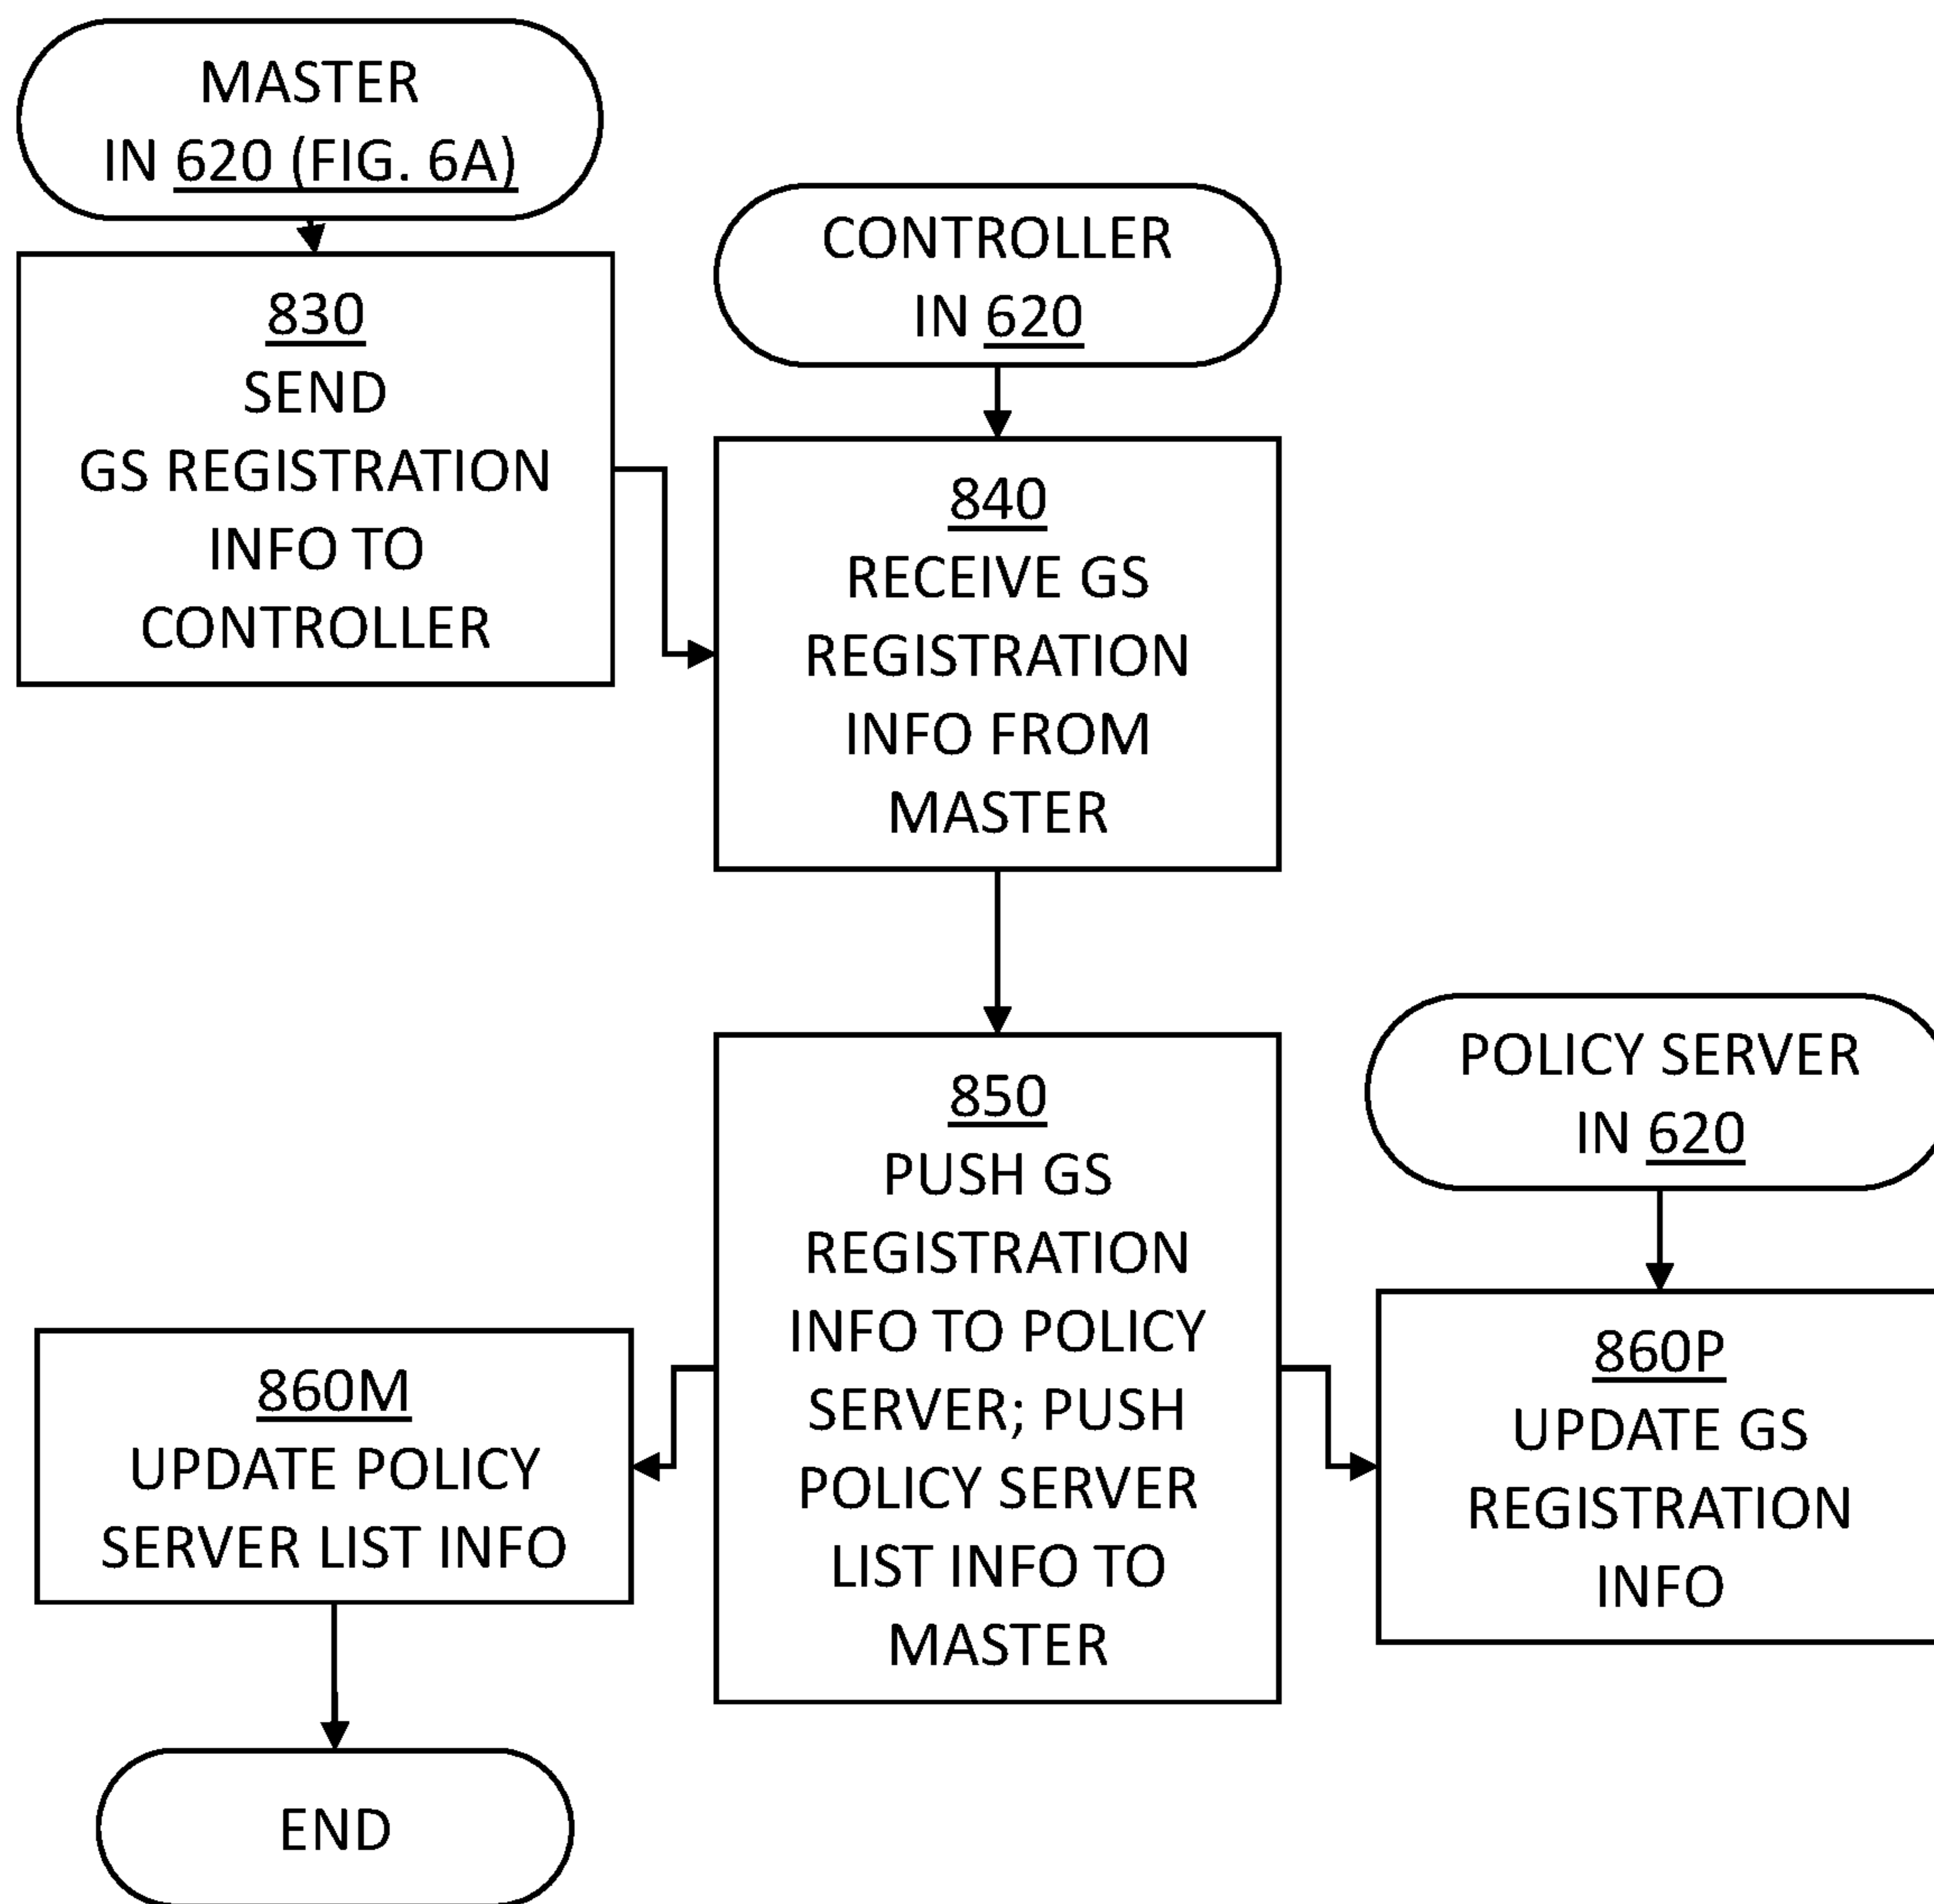 MASTER
IN 620 (FIG. 6A)
830
SEND
GS REGISTRATION
INFO TO
CONTROLLER
CONTROLLER
IN 620
840
RECEIVE GS
REGISTRATION
INFO FROM
MASTER
850
PUSH GS
REGISTRATION
INFO TO POLICY
SERVER; PUSH
POLICY SERVER
LIST INFO TO
MASTER
POLICY SERVER
IN 620
860P
UPDATE GS
REGISTRATION
INFO
860M
UPDATE POLICY
SERVER LIST INFO
END